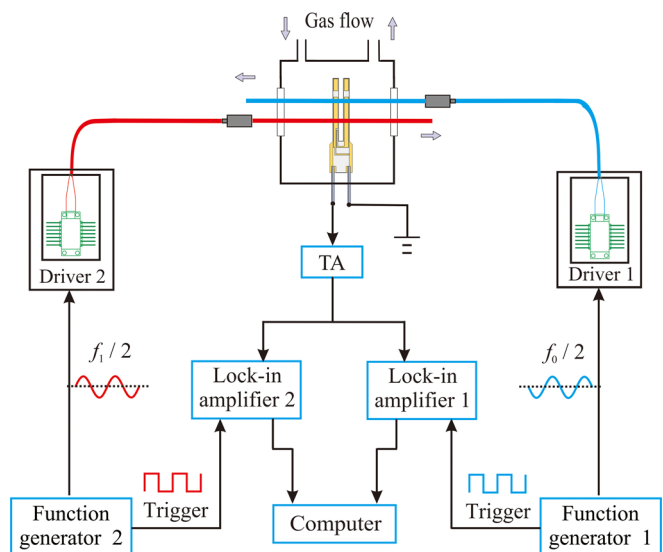 Gas flow
Driver 2
Driver 1
TA
f₁ / 2
f₀ / 2
Lock-in
amplifier 2
Lock-in
amplifier 1
Trigger
Trigger
Function
generator 2
Computer
Function
generator 1